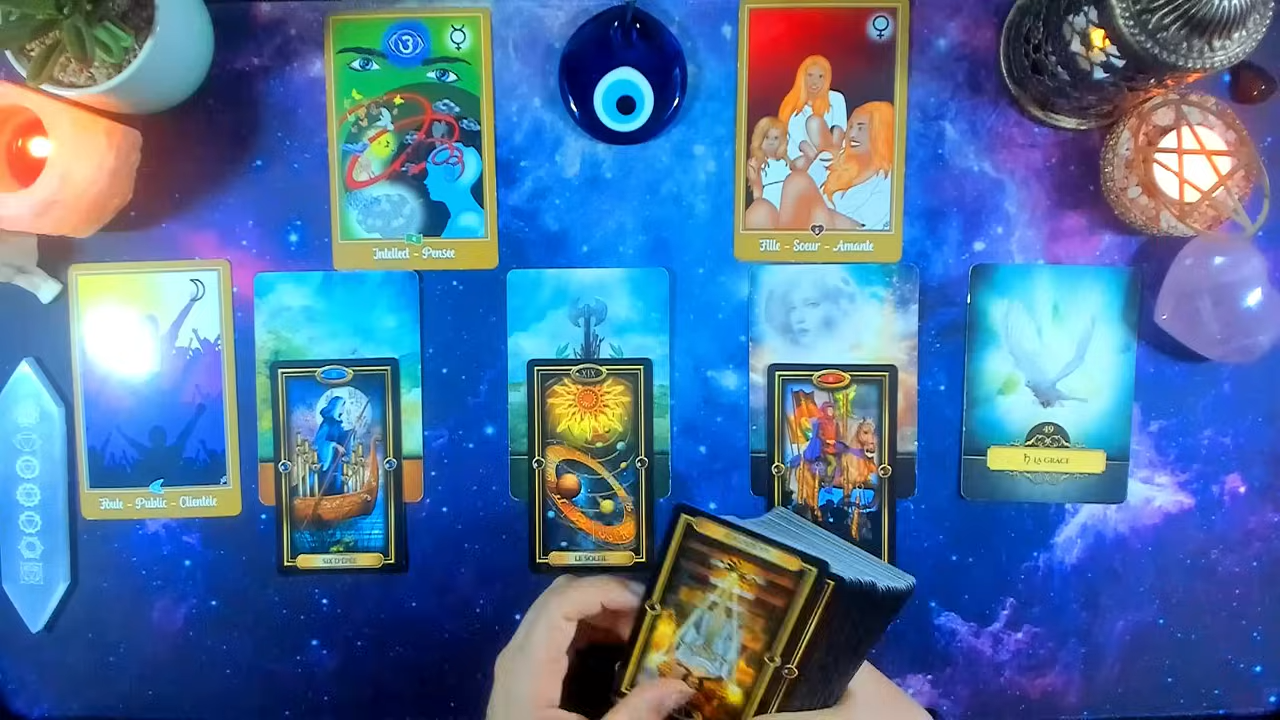 Intellect - Pensée
Fille - Soeur - Amante
Foule - Public - Clientèle
SIX D'ÉPÉE
XIX
LE SOLEIL
49
♄ LA GRÂCE